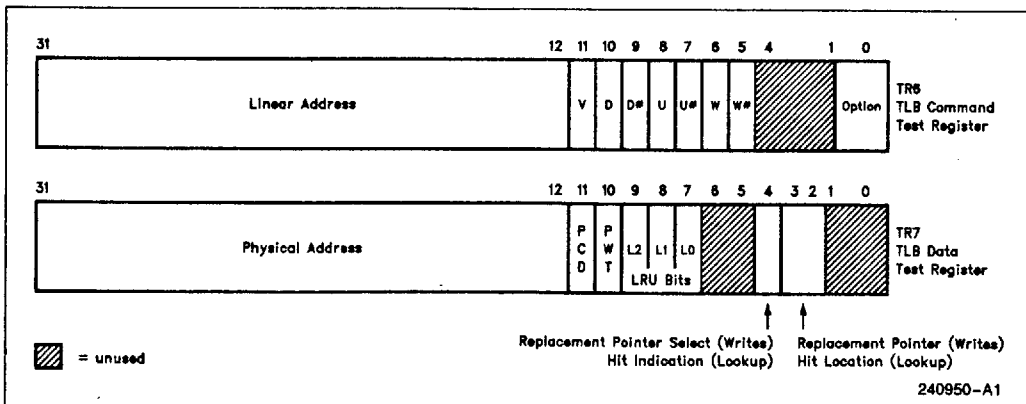 31 12 11 10 9 8 7 6 5 4 1 0
Linear Address V D D# U U# W W# Option
TR6
TLB Command
Test Register
31 12 11 10 9 8 7 6 5 4 3 2 1 0
Physical Address
P C D
P W T
L2 L1 L0
LRU Bits
TR7
TLB Data
Test Register
Replacement Pointer Select (Writes)
Hit Indication (Lookup)
Replacement Pointer (Writes)
Hit Location (Lookup)
= unused
240950-A1